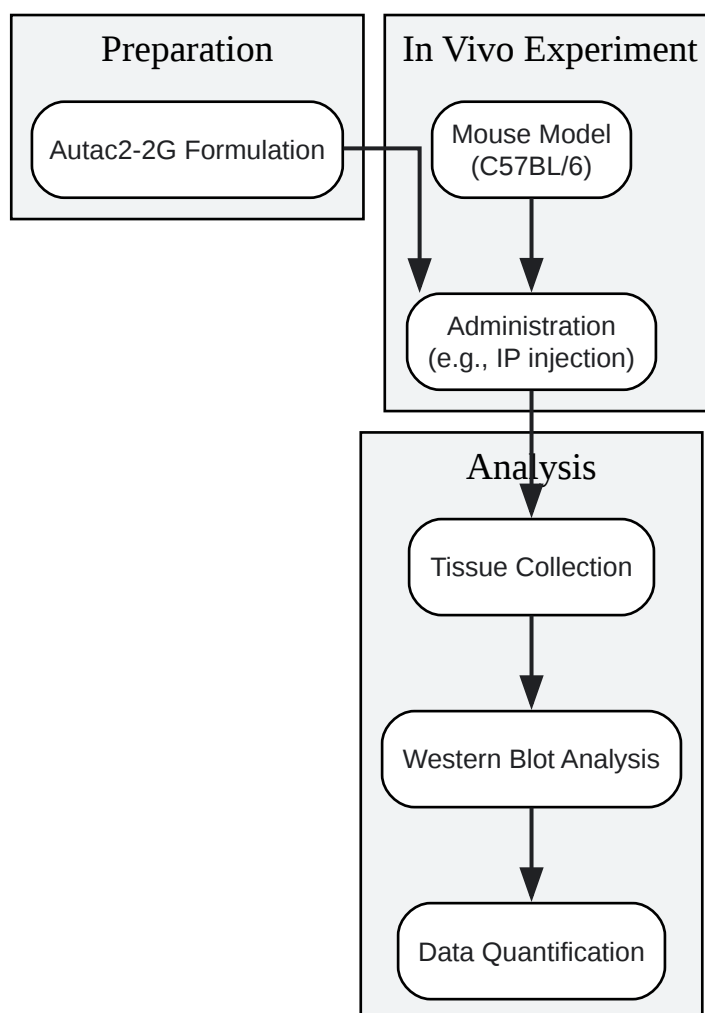 Preparation
Autac2-2G Formulation
In Vivo Experiment
Mouse Model
(C57BL/6)
Administration
(e.g., IP injection)
Analysis
Tissue Collection
Western Blot Analysis
Data Quantification